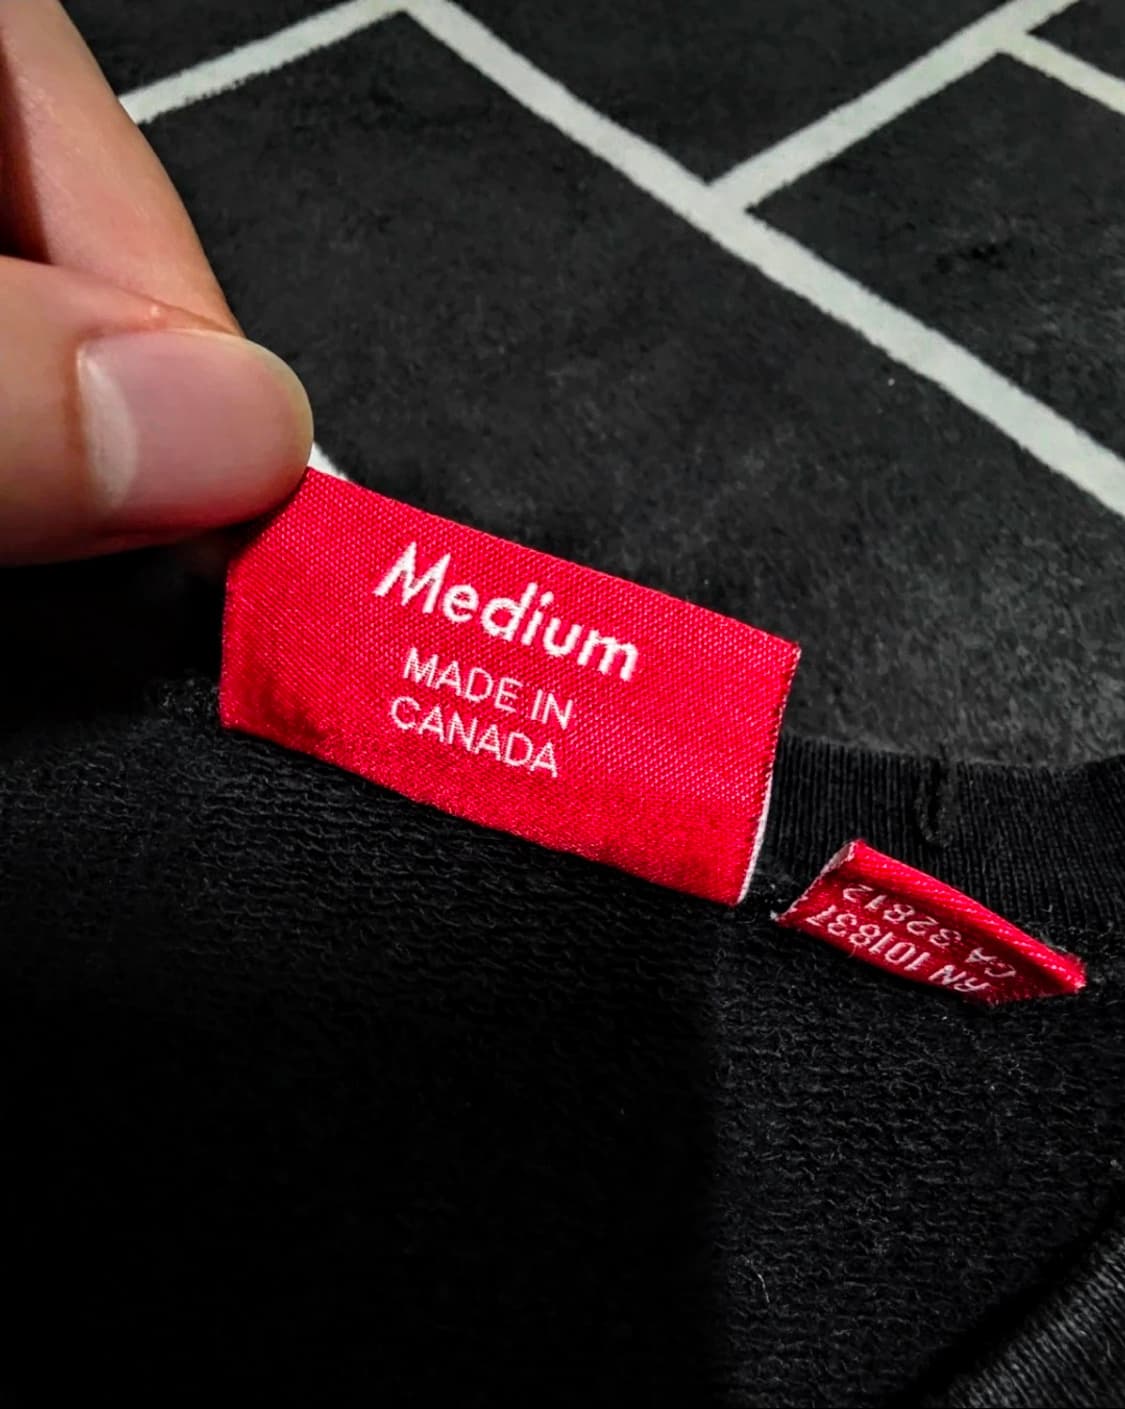 Medium
MADE IN
CANADA
RN 101837
CA 32812